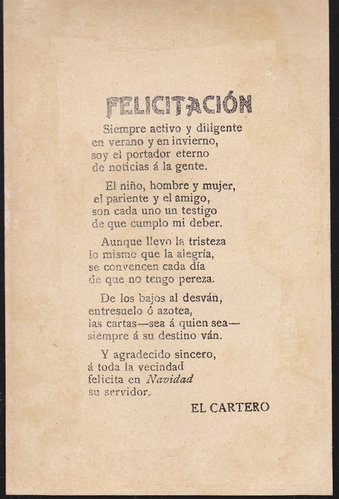 FELICITACIÓN
Siempre activo y diligente
en verano y en invierno,
soy el portador eterno
de noticias á la gente.
El niño, hombre y mujer,
el pariente y el amigo,
son cada uno un testigo
de que cumplo mi deber.
Aunque llevo la tristeza
lo mismo que la alegría,
se convencen cada día
de que no tengo pereza.
De los bajos al desván,
entresuelo ó azotea,
las cartas—sea á quien sea—
siempre á su destino ván.
Y agradecido sincero,
á toda la vecindad
felicita en Navidad
su servidor.
EL CARTERO